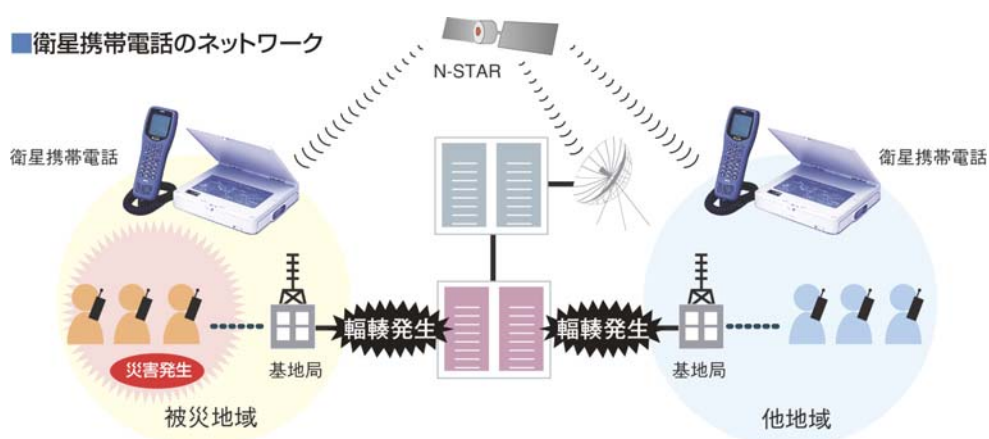 ■衛星携帯電話のネットワーク
N-STAR
衛星携帯電話
衛星携帯電話
輻輳発生
輻輳発生
災害発生
基地局
基地局
被災地域
他地域